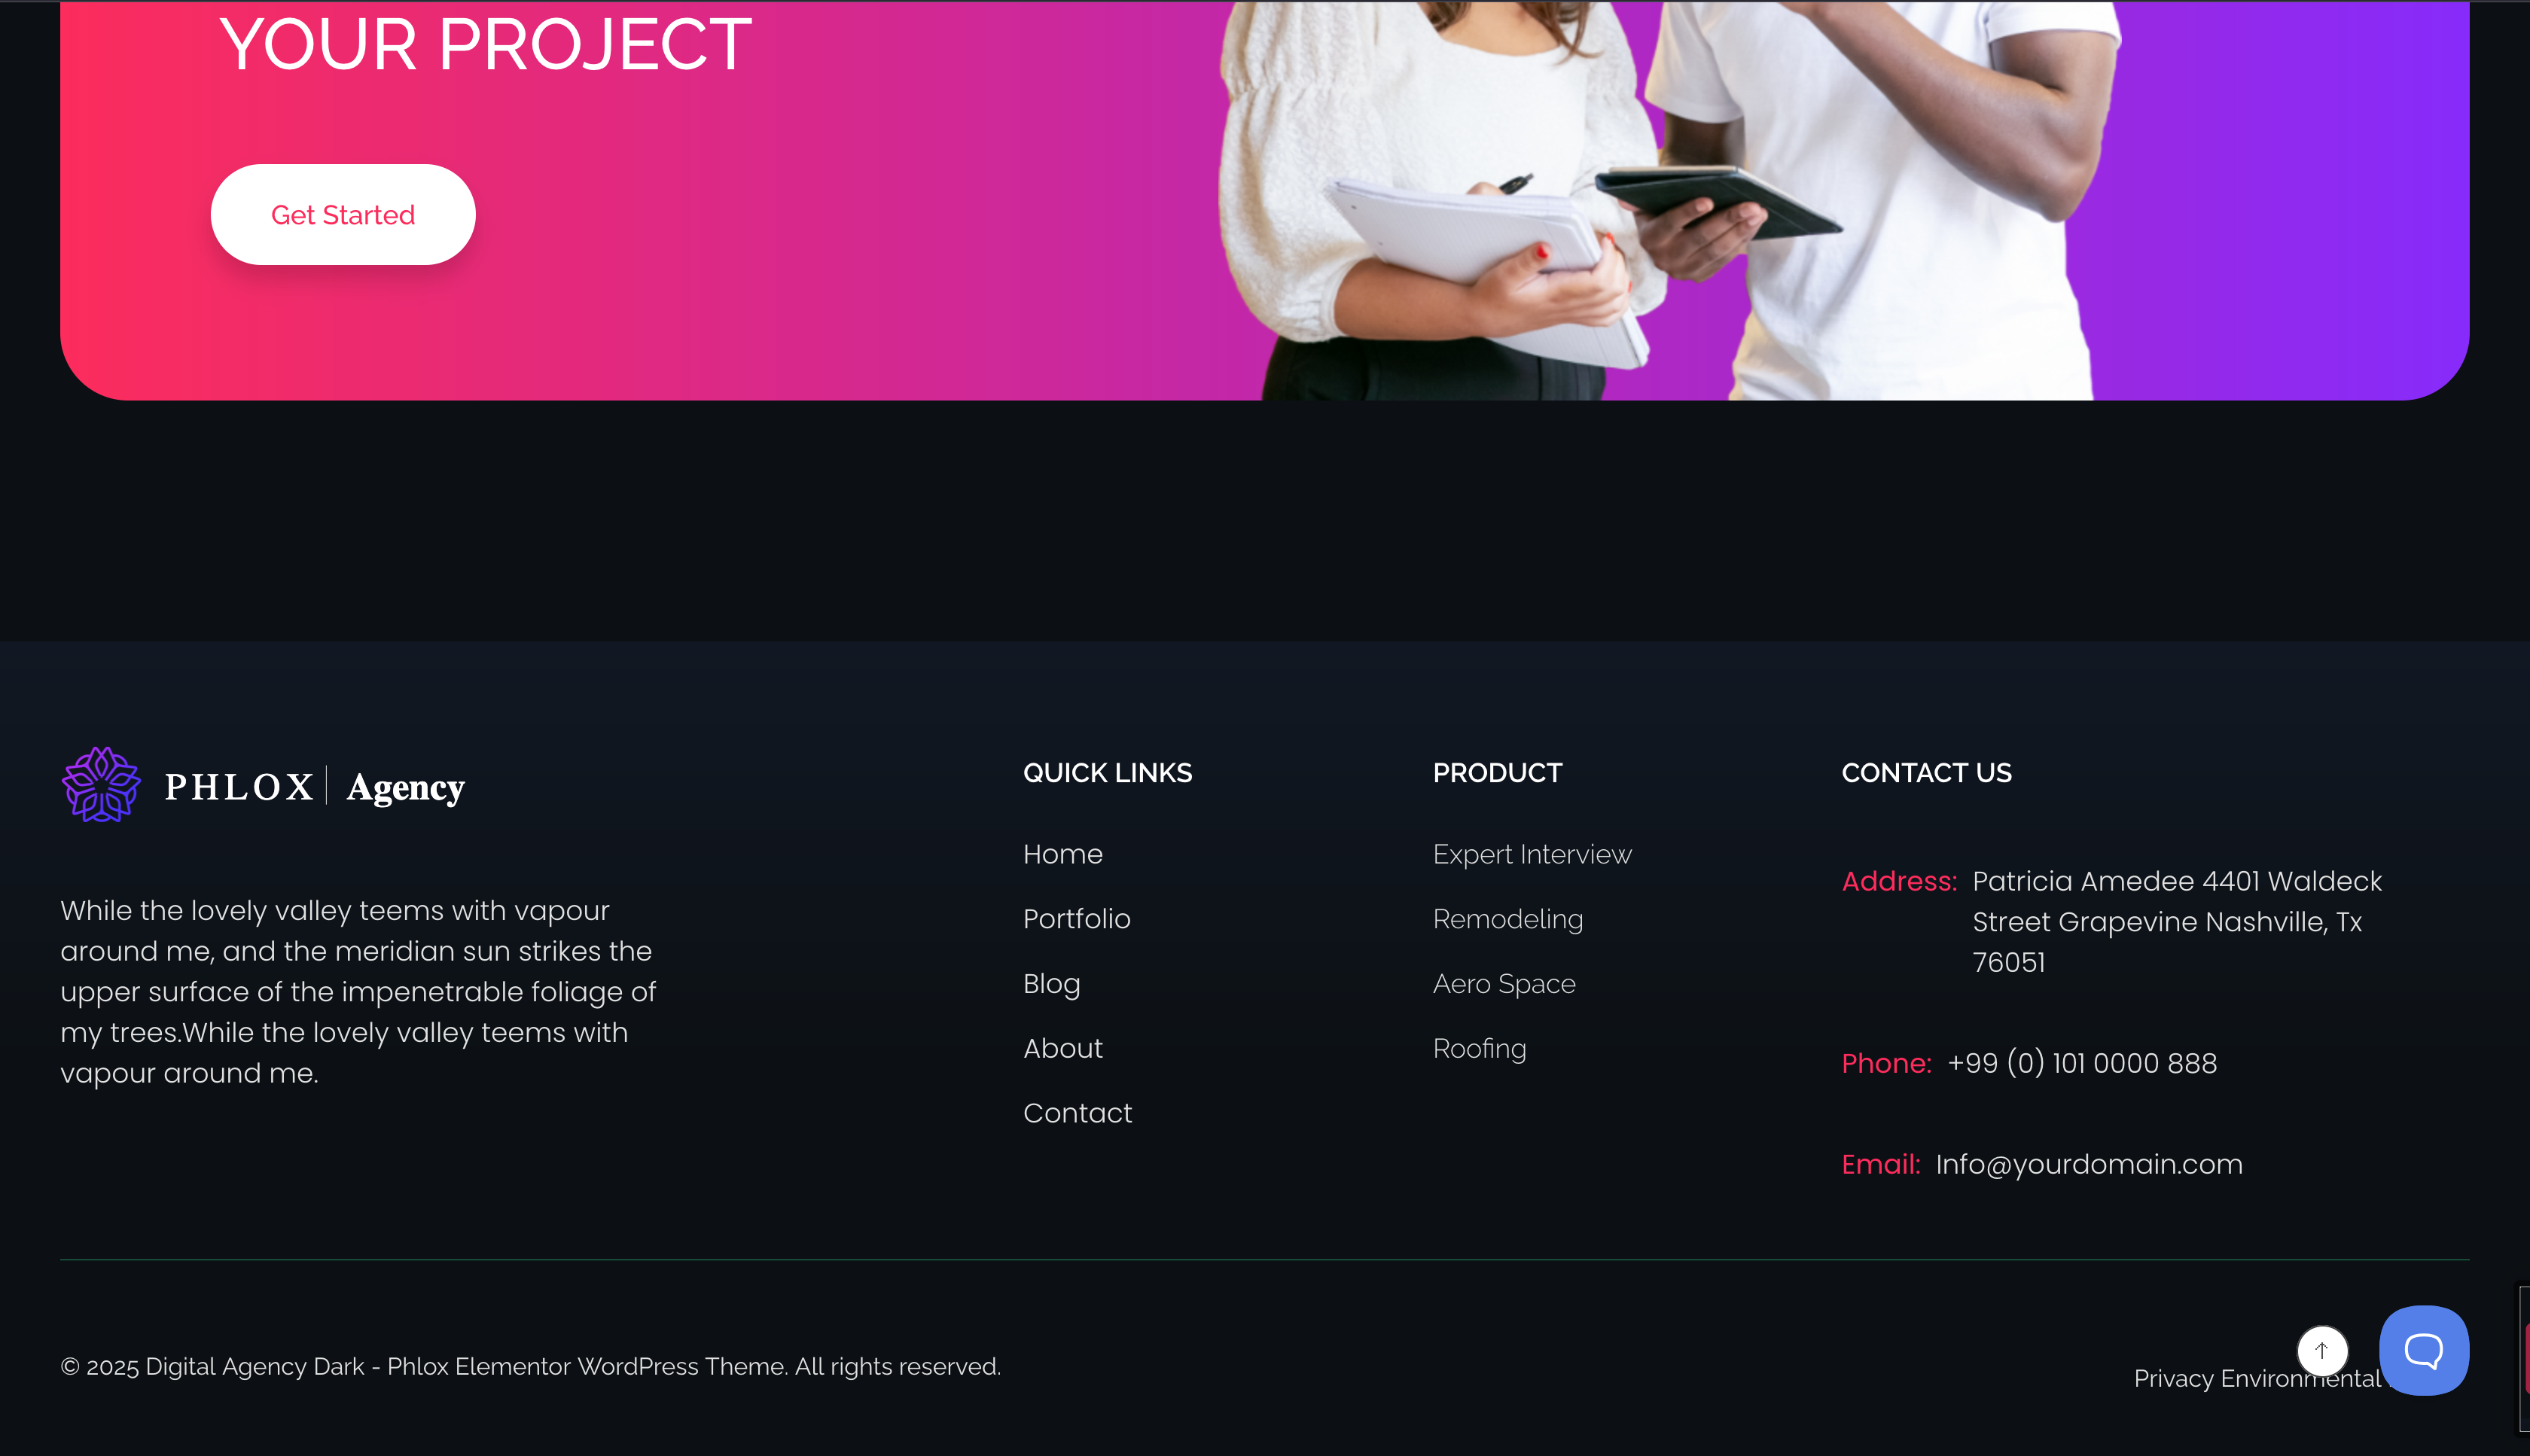 YOUR PROJECT
Get Started
PHLOX | Agency
While the lovely valley teems with vapour
around me, and the meridian sun strikes the
upper surface of the impenetrable foliage of
my trees.While the lovely valley teems with
vapour around me.
QUICK LINKS
Home
Portfolio
Blog
About
Contact
PRODUCT
Expert Interview
Remodeling
Aero Space
Roofing
CONTACT US
Address: Patricia Amedee 4401 Waldeck
Street Grapevine Nashville, Tx
76051
Phone: +99 (0) 101 0000 888
Email: Info@yourdomain.com
© 2025 Digital Agency Dark - Phlox Elementor WordPress Theme. All rights reserved.
Privacy Environmental